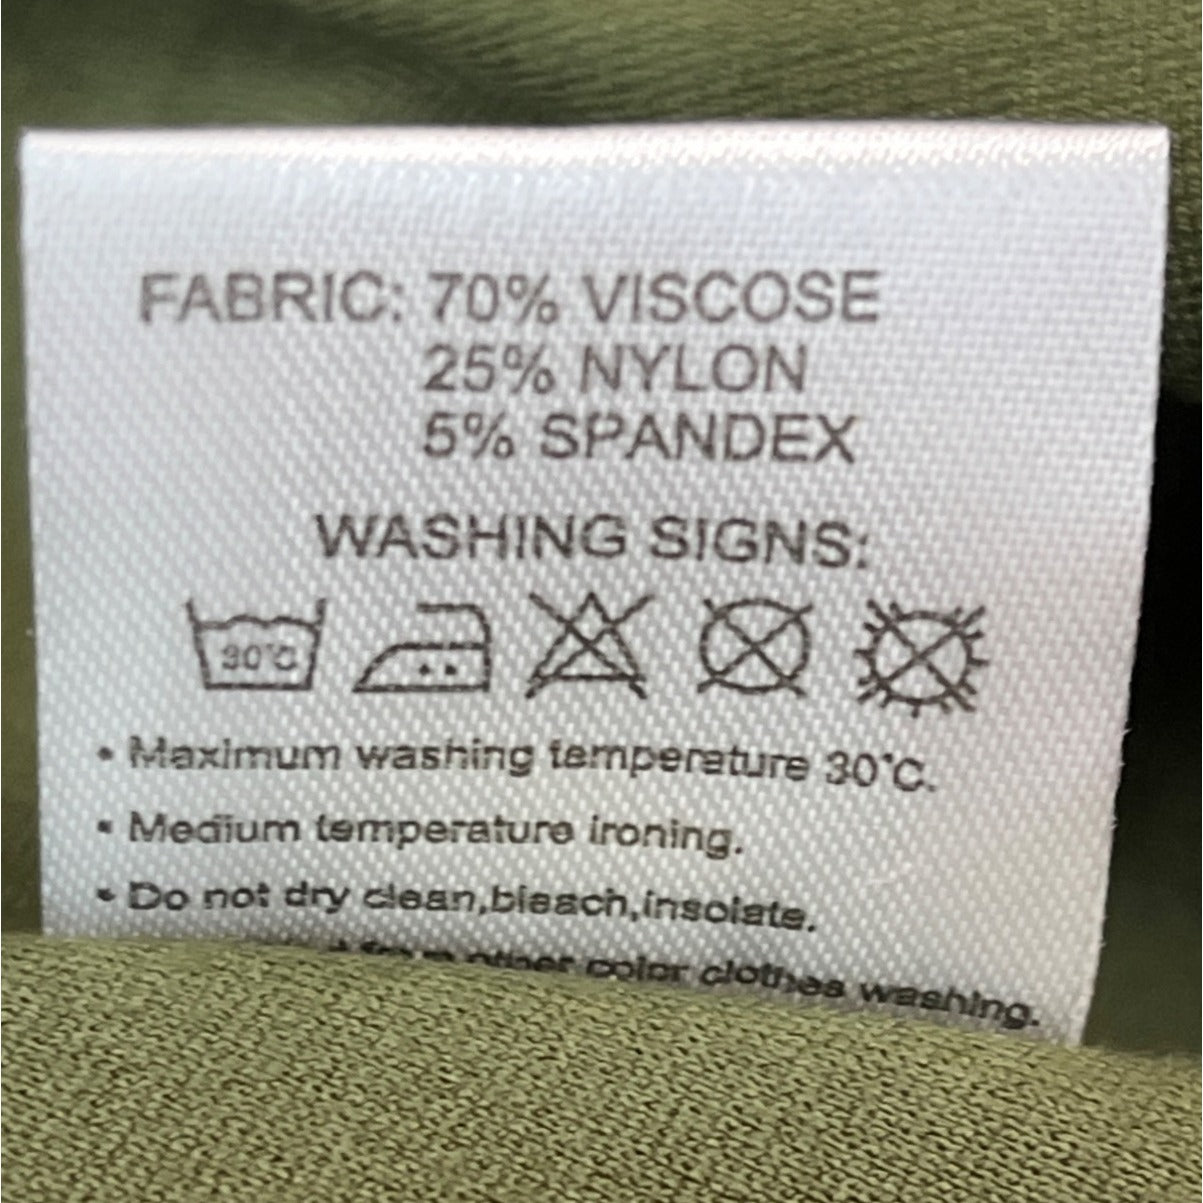 FABRIC: 70% VISCOSE
25% NYLON
5% SPANDEX
WASHING SIGNS:
30°C
• Maximum washing temperature 30°C.
• Medium temperature ironing.
• Do not dry clean,bleach,insolate.
from other color clothes washing.